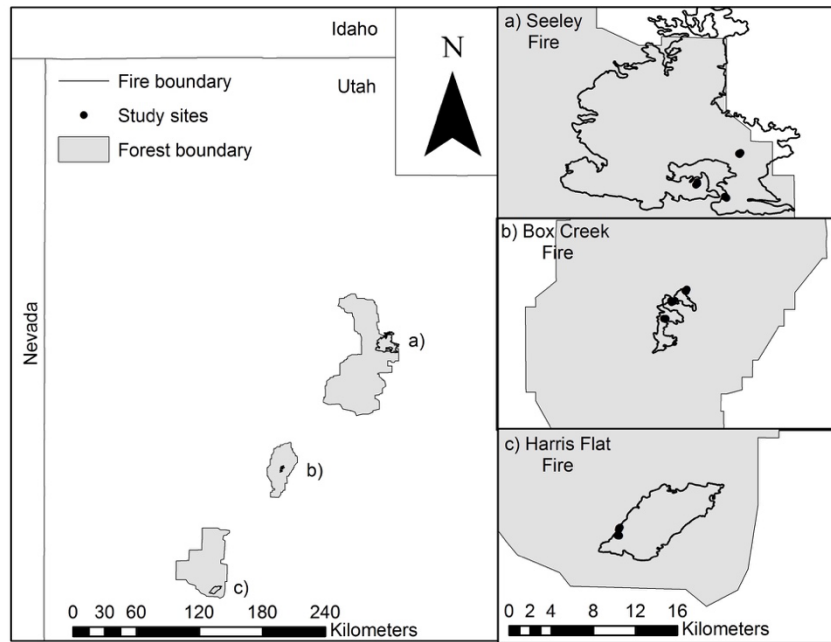 Idaho
Utah
N
Fire boundary
Study sites
Forest boundary
Nevada
a)
b)
c)
0 30 60 120 180 240
Kilometers
a) Seeley
Fire
b) Box Creek
Fire
c) Harris Flat
Fire
0 2 4 8 12 16
Kilometers